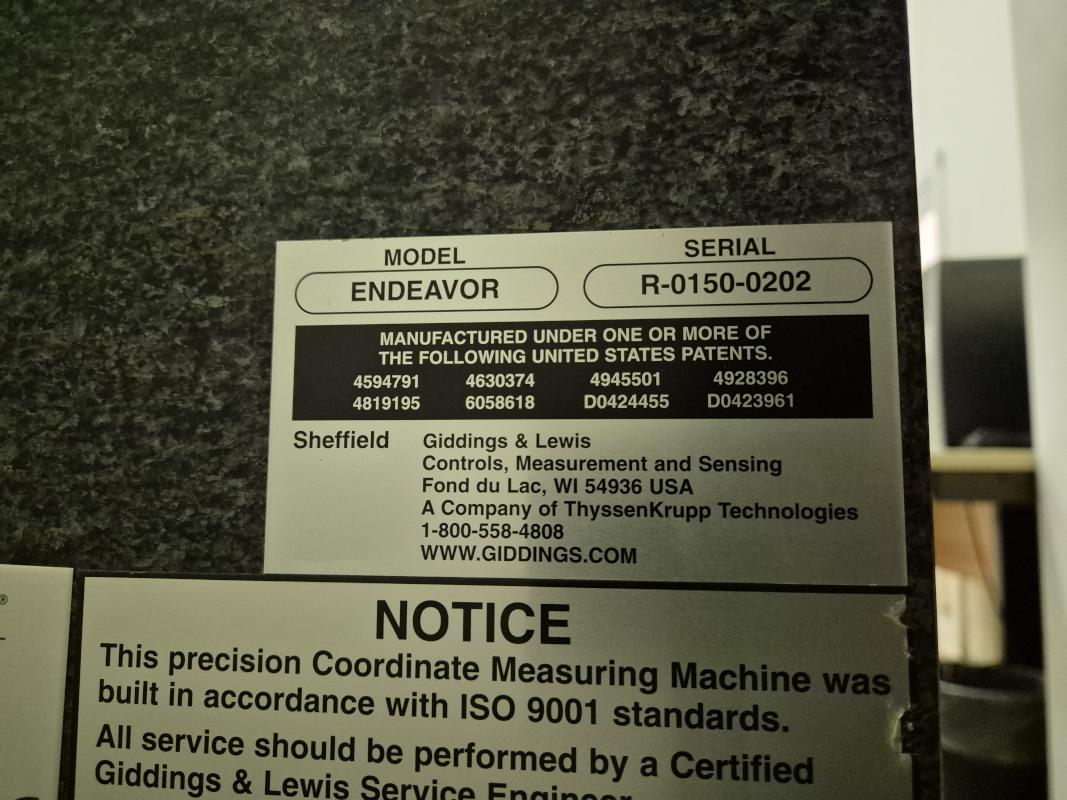 MODEL SERIAL
ENDEAVOR R-0150-0202
MANUFACTURED UNDER ONE OR MORE OF
THE FOLLOWING UNITED STATES PATENTS.
4594791 4630374 4945501 4928396
4819195 6058618 D0424455 D0423961
Sheffield Giddings & Lewis
Controls, Measurement and Sensing
Fond du Lac, WI 54936 USA
A Company of ThyssenKrupp Technologies
1-800-558-4808
WWW.GIDDINGS.COM
®
NOTICE
This precision Coordinate Measuring Machine was
built in accordance with ISO 9001 standards.
All service should be performed by a Certified
Giddings & Lewis Service Engineer